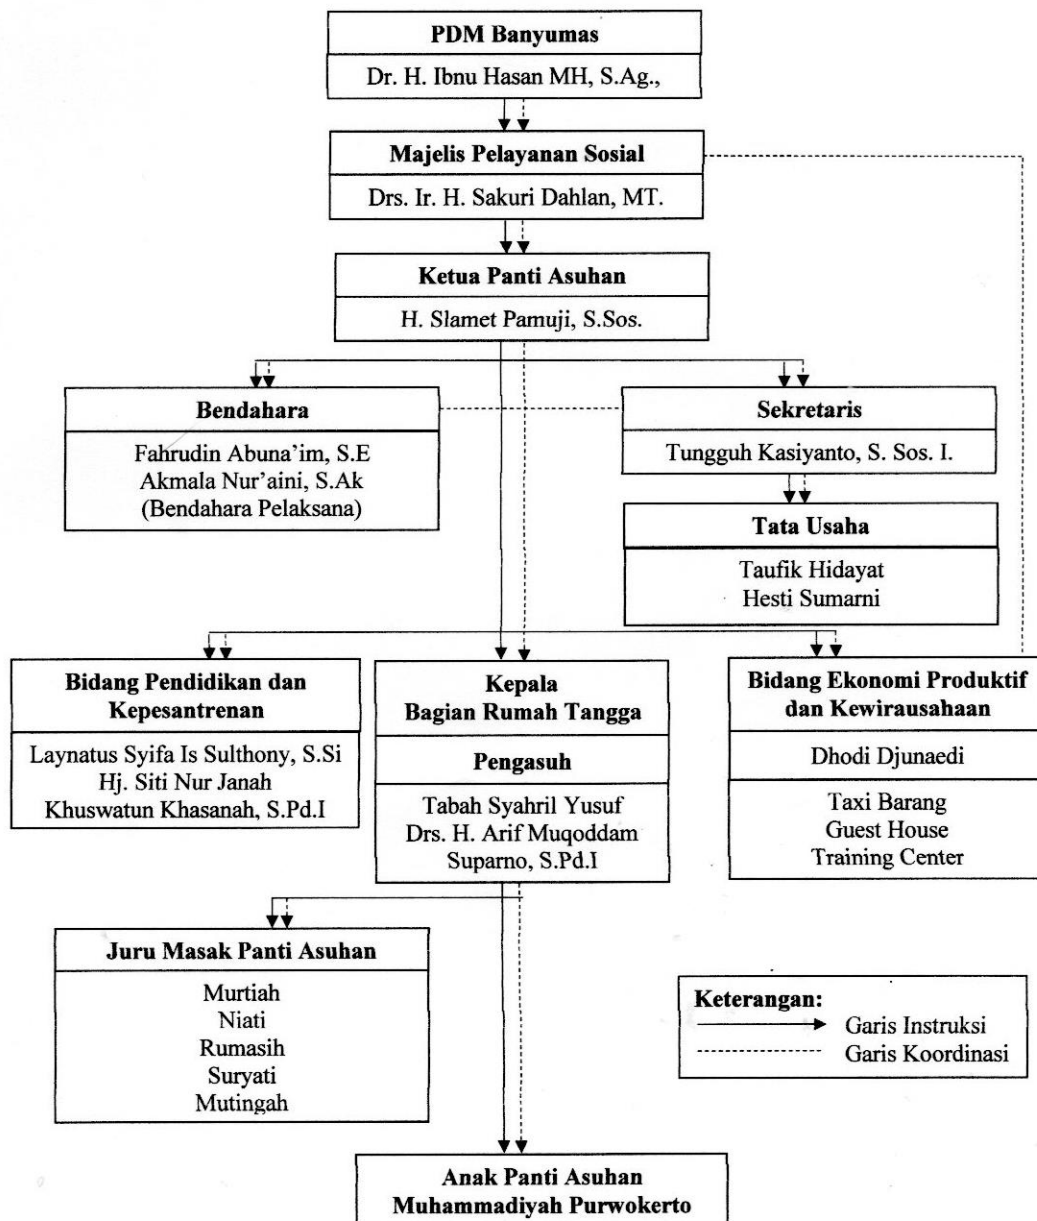 PDM Banyumas
Dr. H. Ibnu Hasan MH, S.Ag.,
Majelis Pelayanan Sosial
Drs. Ir. H. Sakuri Dahlan, MT.
Ketua Panti Asuhan
H. Slamet Pamuji, S.Sos.
Bendahara
Fahrudin Abuna’im, S.E
Akmala Nur’aini, S.Ak
(Bendahara Pelaksana)
Sekretaris
Tungguh Kasiyanto, S. Sos. I.
Tata Usaha
Taufik Hidayat
Hesti Sumarni
Bidang Pendidikan dan
Kepesantrenan
Laynatus Syifa Is Sulthony, S.Si
Hj. Siti Nur Janah
Khuswatun Khasanah, S.Pd.I
Kepala
Bagian Rumah Tangga
Pengasuh
Tabah Syahril Yusuf
Drs. H. Arif Muqoddam
Suparno, S.Pd.I
Bidang Ekonomi Produktif
dan Kewirausahaan
Dhodi Djunaedi
Taxi Barang
Guest House
Training Center
Juru Masak Panti Asuhan
Murtiah
Niati
Rumasih
Suryati
Mutingah
Keterangan:
Garis Instruksi
Garis Koordinasi
Anak Panti Asuhan
Muhammadiyah Purwokerto